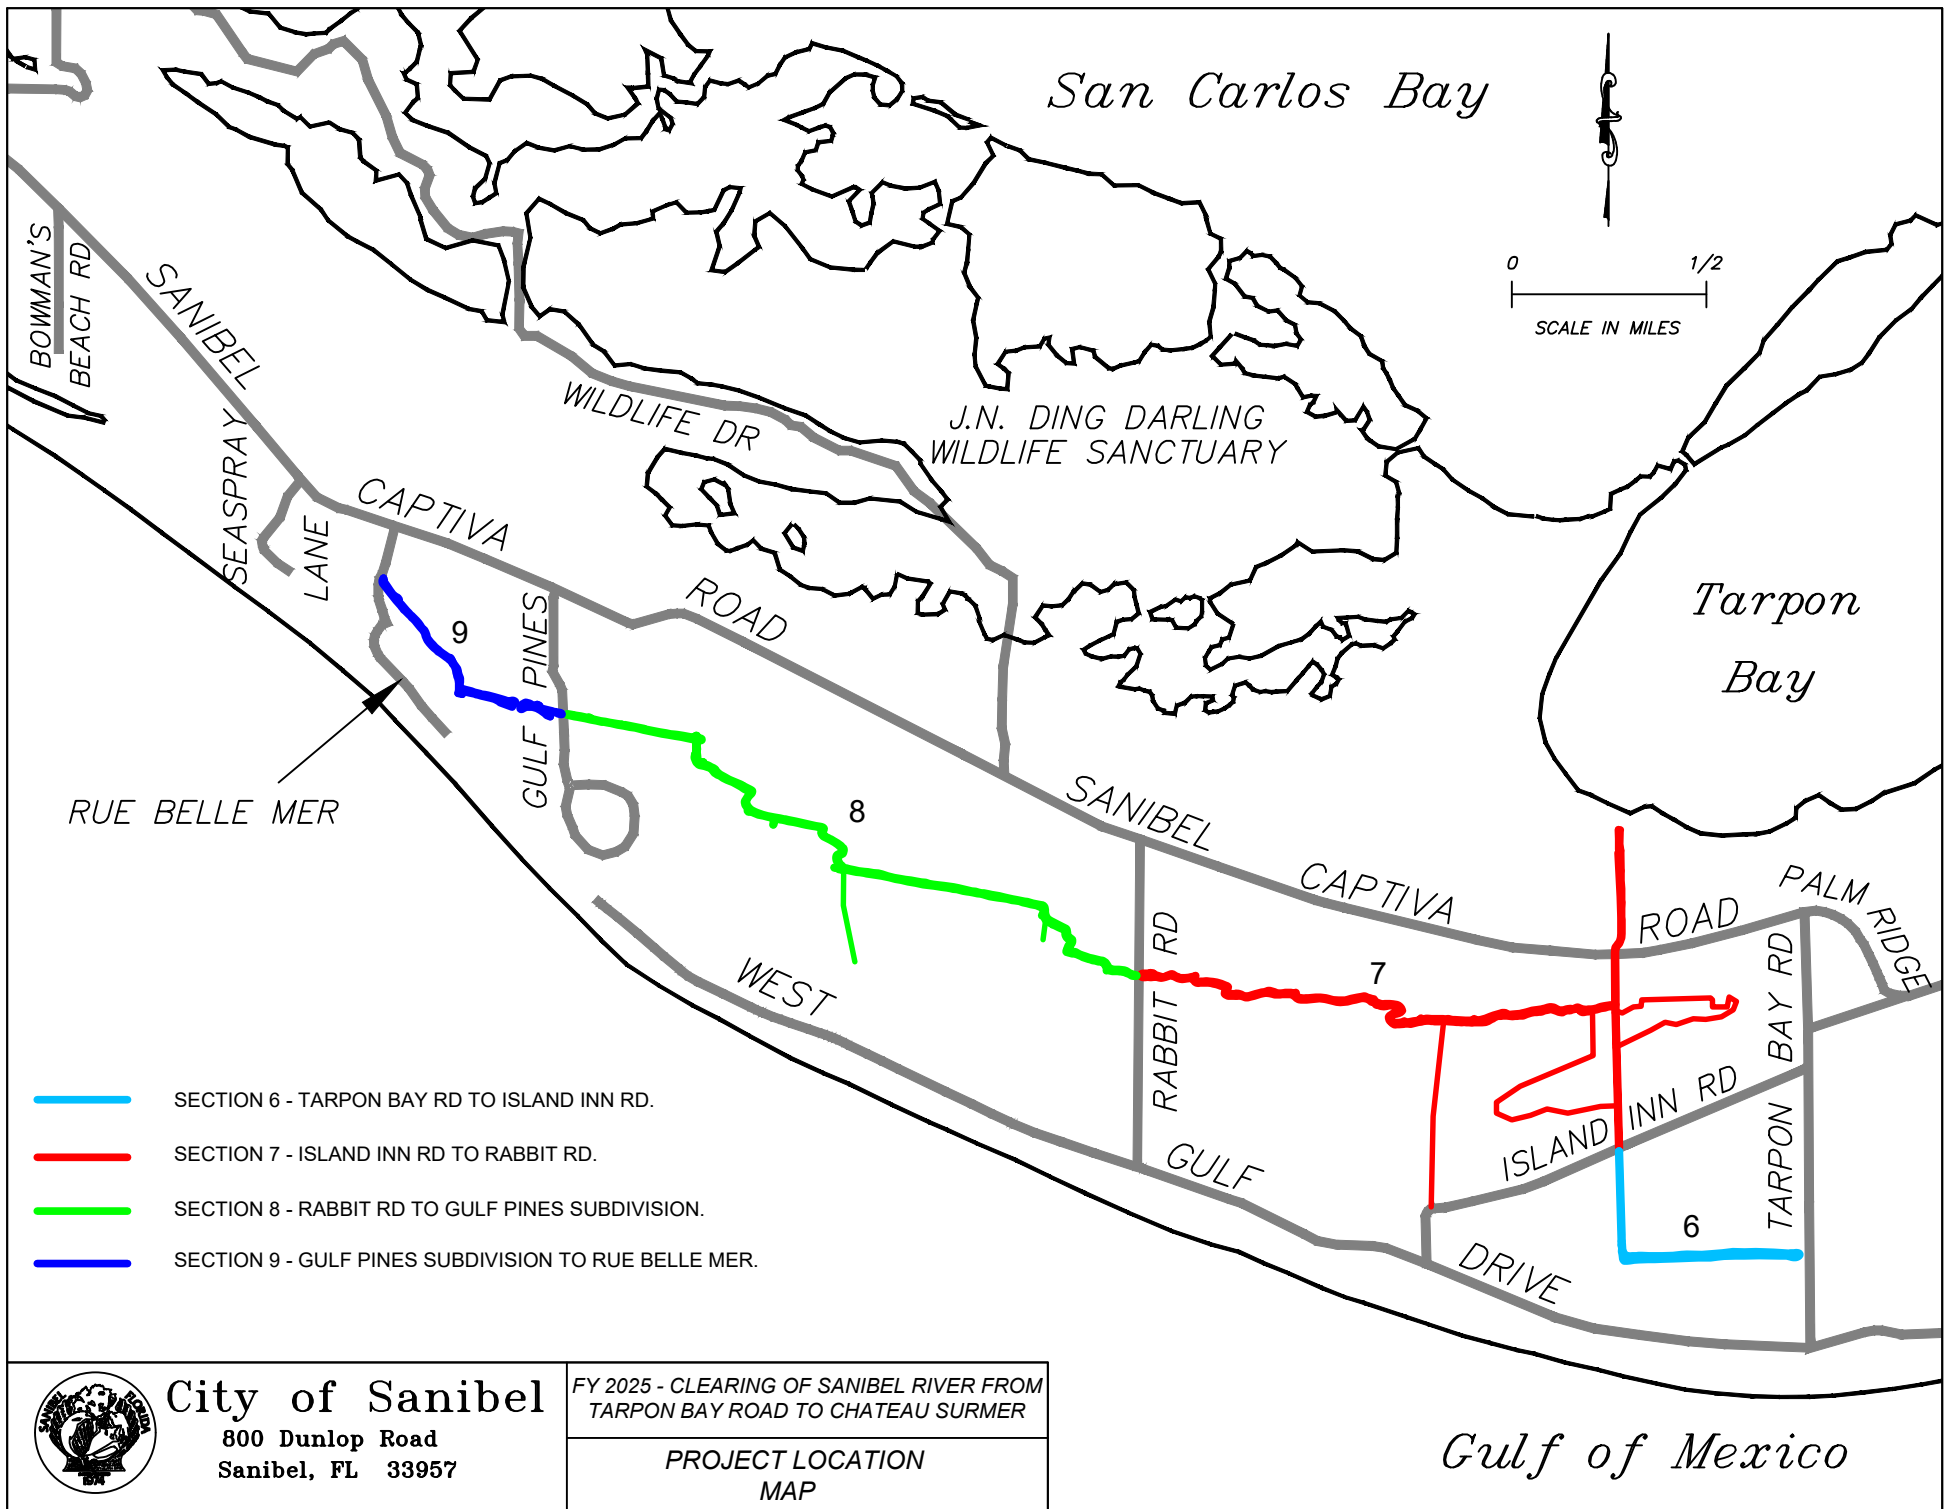 San Carlos Bay
0 1/2
SCALE IN MILES
BOWMAN'S
BEACH RD
SANIBEL
WILDLIFE DR
J.N. DING DARLING
WILDLIFE SANCTUARY
SEASPRAY
LANE
CAPTIVA
ROAD
Tarpon
Bay
9
GULF PINES
RUE BELLE MER
8
SANIBEL
CAPTIVA
ROAD
PALM RIDGE
WEST
RABBIT RD
7
TARPON BAY RD
ISLAND INN RD
GULF
6
DRIVE
SECTION 6 - TARPON BAY RD TO ISLAND INN RD.
SECTION 7 - ISLAND INN RD TO RABBIT RD.
SECTION 8 - RABBIT RD TO GULF PINES SUBDIVISION.
SECTION 9 - GULF PINES SUBDIVISION TO RUE BELLE MER.
SANIBEL FLORIDA
1974
City of Sanibel
800 Dunlop Road
Sanibel, FL 33957
FY 2025 - CLEARING OF SANIBEL RIVER FROM
TARPON BAY ROAD TO CHATEAU SURMER
PROJECT LOCATION
MAP
Gulf of Mexico